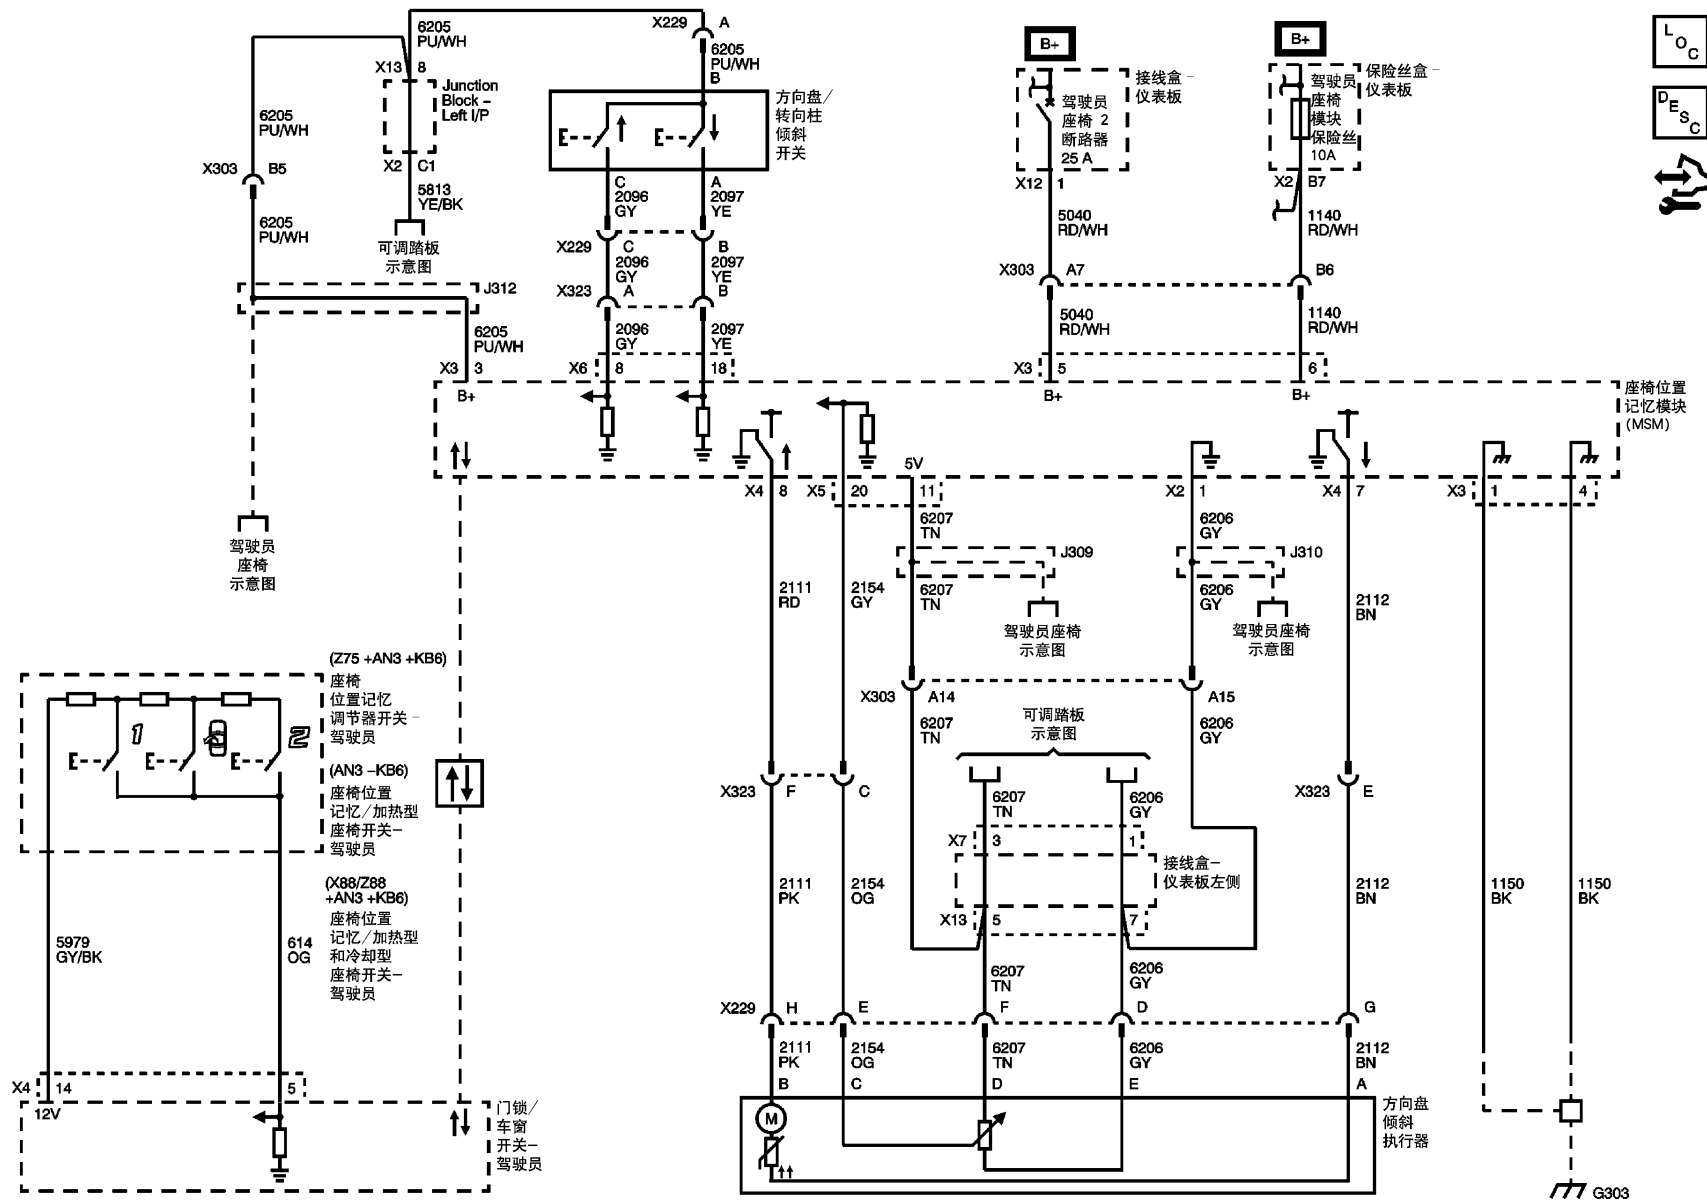 6205
PU/WH
X229
A
6205
PU/WH
B
X13
8
Junction
Block –
Left I/P
6205
PU/WH
X2
C1
5813
YE/BK
可调踏板
示意图
X303
B5
6205
PU/WH
J312
6205
PU/WH
X3
3
B+
方向盘/
转向柱
倾斜
开关
C
2096
GY
A
2097
YE
X229
C
2096
GY
B
2097
YE
X323
A
2096
GY
B
2097
YE
X6
8
18
B+
接线盒 –
仪表板
驾驶员
座椅 2
断路器
25 A
X12
1
5040
RD/WH
B+
保险丝盒 –
仪表板
驾驶员
座椅
模块
保险丝
10A
X2
B7
1140
RD/WH
X303
A7
B6
5040
RD/WH
1140
RD/WH
X3
5
6
B+
B+
L
O
C
D
E
S
C
座椅位置
记忆模块
(MSM)
5V
X4
8
X5
20
11
X2
1
X4
7
X3
1
4
6207
TN
J309
6207
TN
驾驶员座椅
示意图
6206
GY
J310
6206
GY
驾驶员座椅
示意图
驾驶员
座椅
示意图
2111
RD
2154
GY
2112
BN
X303
A14
A15
6207
TN
6206
GY
可调踏板
示意图
(Z75 +AN3 +KB6)
座椅
位置记忆
调节器开关 –
驾驶员
1
2
(AN3 –KB6)
座椅位置
记忆/加热型
座椅开关–
驾驶员
(X88/Z88
+AN3 +KB6)
座椅位置
记忆/加热型
和冷却型
座椅开关–
驾驶员
X323
F
C
X323
E
6207
TN
6206
GY
X7
3
1
接线盒–
仪表板左侧
X13
5
7
2111
PK
2154
OG
2112
BN
1150
BK
1150
BK
5979
GY/BK
614
OG
6207
TN
6206
GY
X229
H
E
F
D
G
2111
PK
2154
OG
6207
TN
6206
GY
2112
BN
B
C
D
E
A
X4
14
5
12V
门锁/
车窗
开关–
驾驶员
M
方向盘
倾斜
执行器
G303